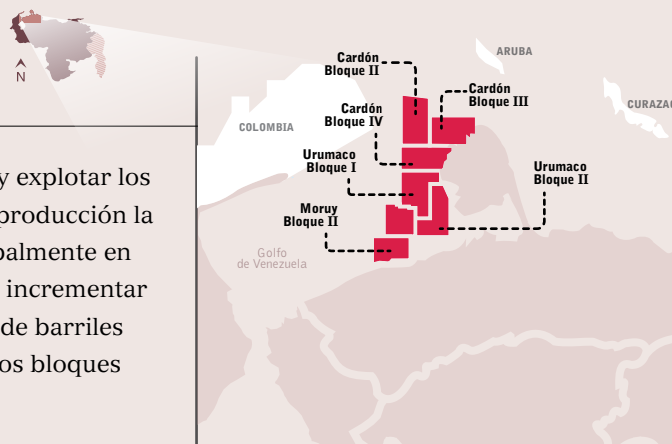 N
y explotar los
producción la
palmente en
incrementar
de barriles
os bloques
Cardón
Bloque II
ARUBA
Cardón
Bloque III
CURAZAO
COLOMBIA
Cardón
Bloque IV
Urumaco
Bloque I
Urumaco
Bloque II
Moruy
Bloque II
Golfo
de Venezuela